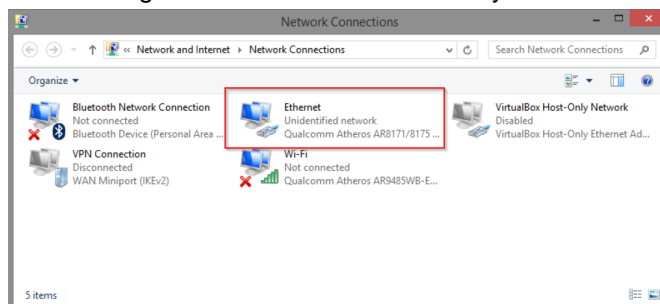 Network Connections
« Network and Internet ▸ Network Connections
Search Network Connections
Organize
Bluetooth Network Connection
Not connected
Bluetooth Device (Personal Area ...
Ethernet
Unidentified network
Qualcomm Atheros AR8171/8175 ...
VirtualBox Host-Only Network
Disabled
VirtualBox Host-Only Ethernet Ad...
VPN Connection
Disconnected
WAN Miniport (IKEv2)
Wi-Fi
Not connected
Qualcomm Atheros AR9485WB-E...
5 items